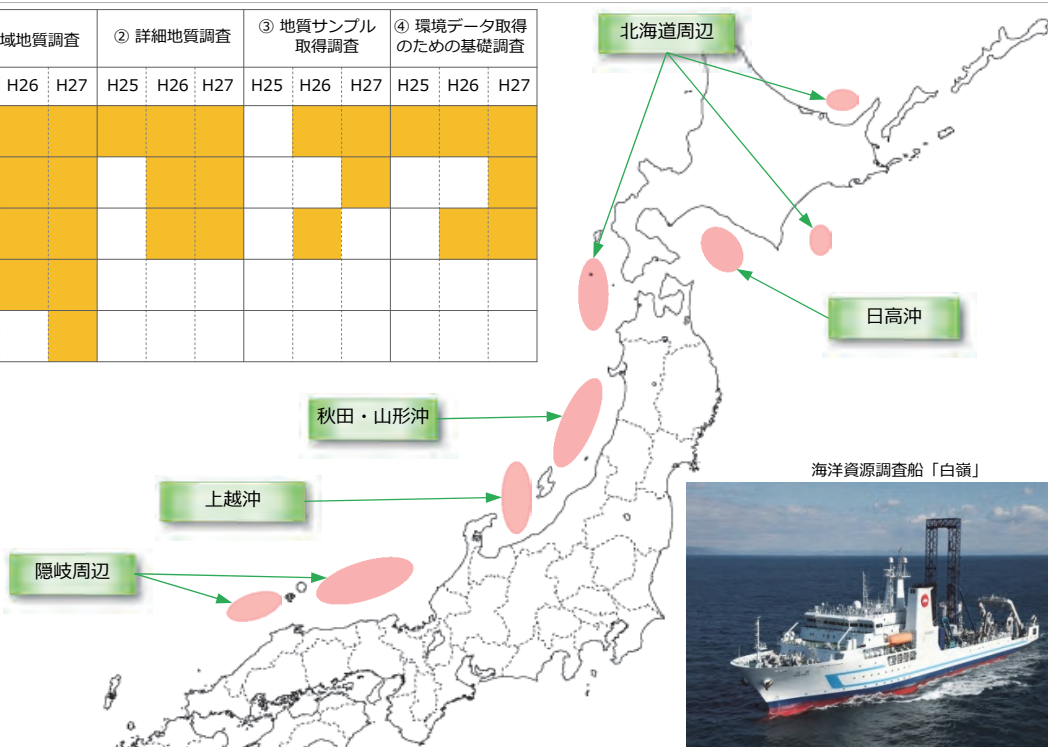 域地質調査
② 詳細地質調査
③ 地質サンプル
取得調査
④ 環境データ取得
のための基礎調査
H26 H27 H25 H26 H27 H25 H26 H27 H25 H26 H27
北海道周辺
日高沖
秋田・山形沖
上越沖
隠岐周辺
海洋資源調査船「白嶺」